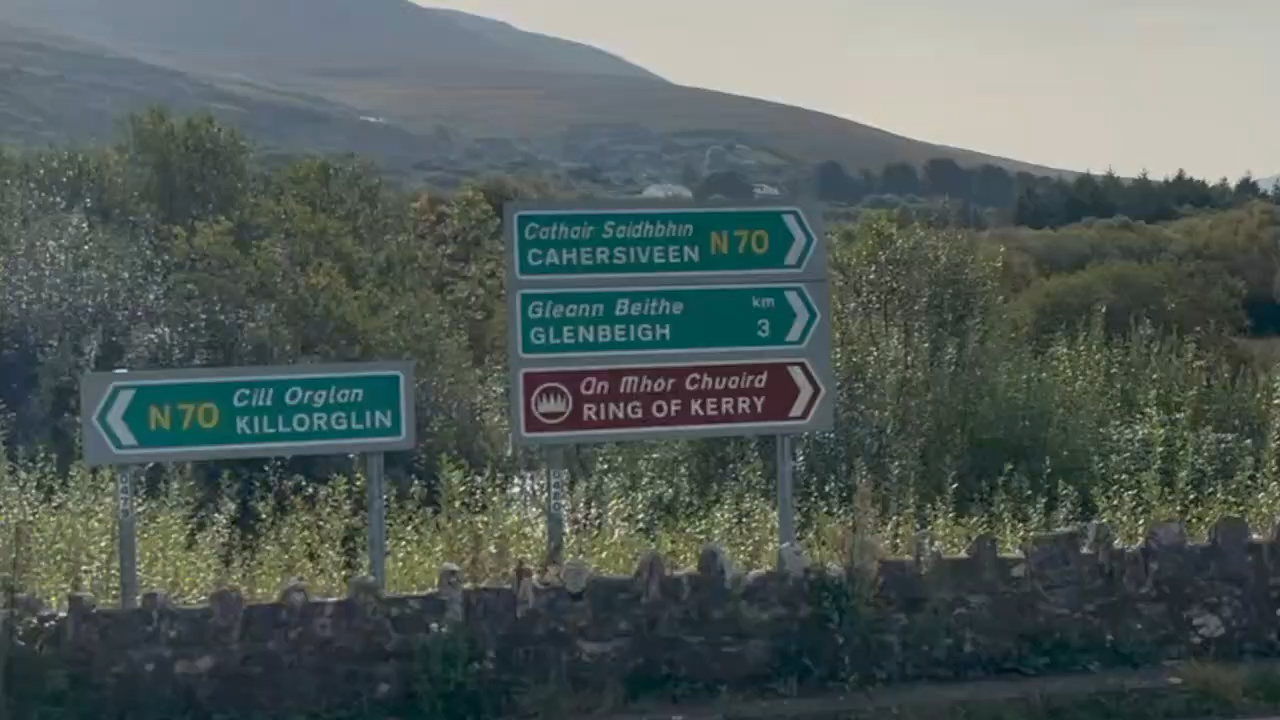 Cathair Saidhbhín
CAHERSIVEEN N70
Gleann Beithe km
GLENBEIGH 3
An Mhór Chuaird
RING OF KERRY
N70 Cill Orglan
KILLORGLIN